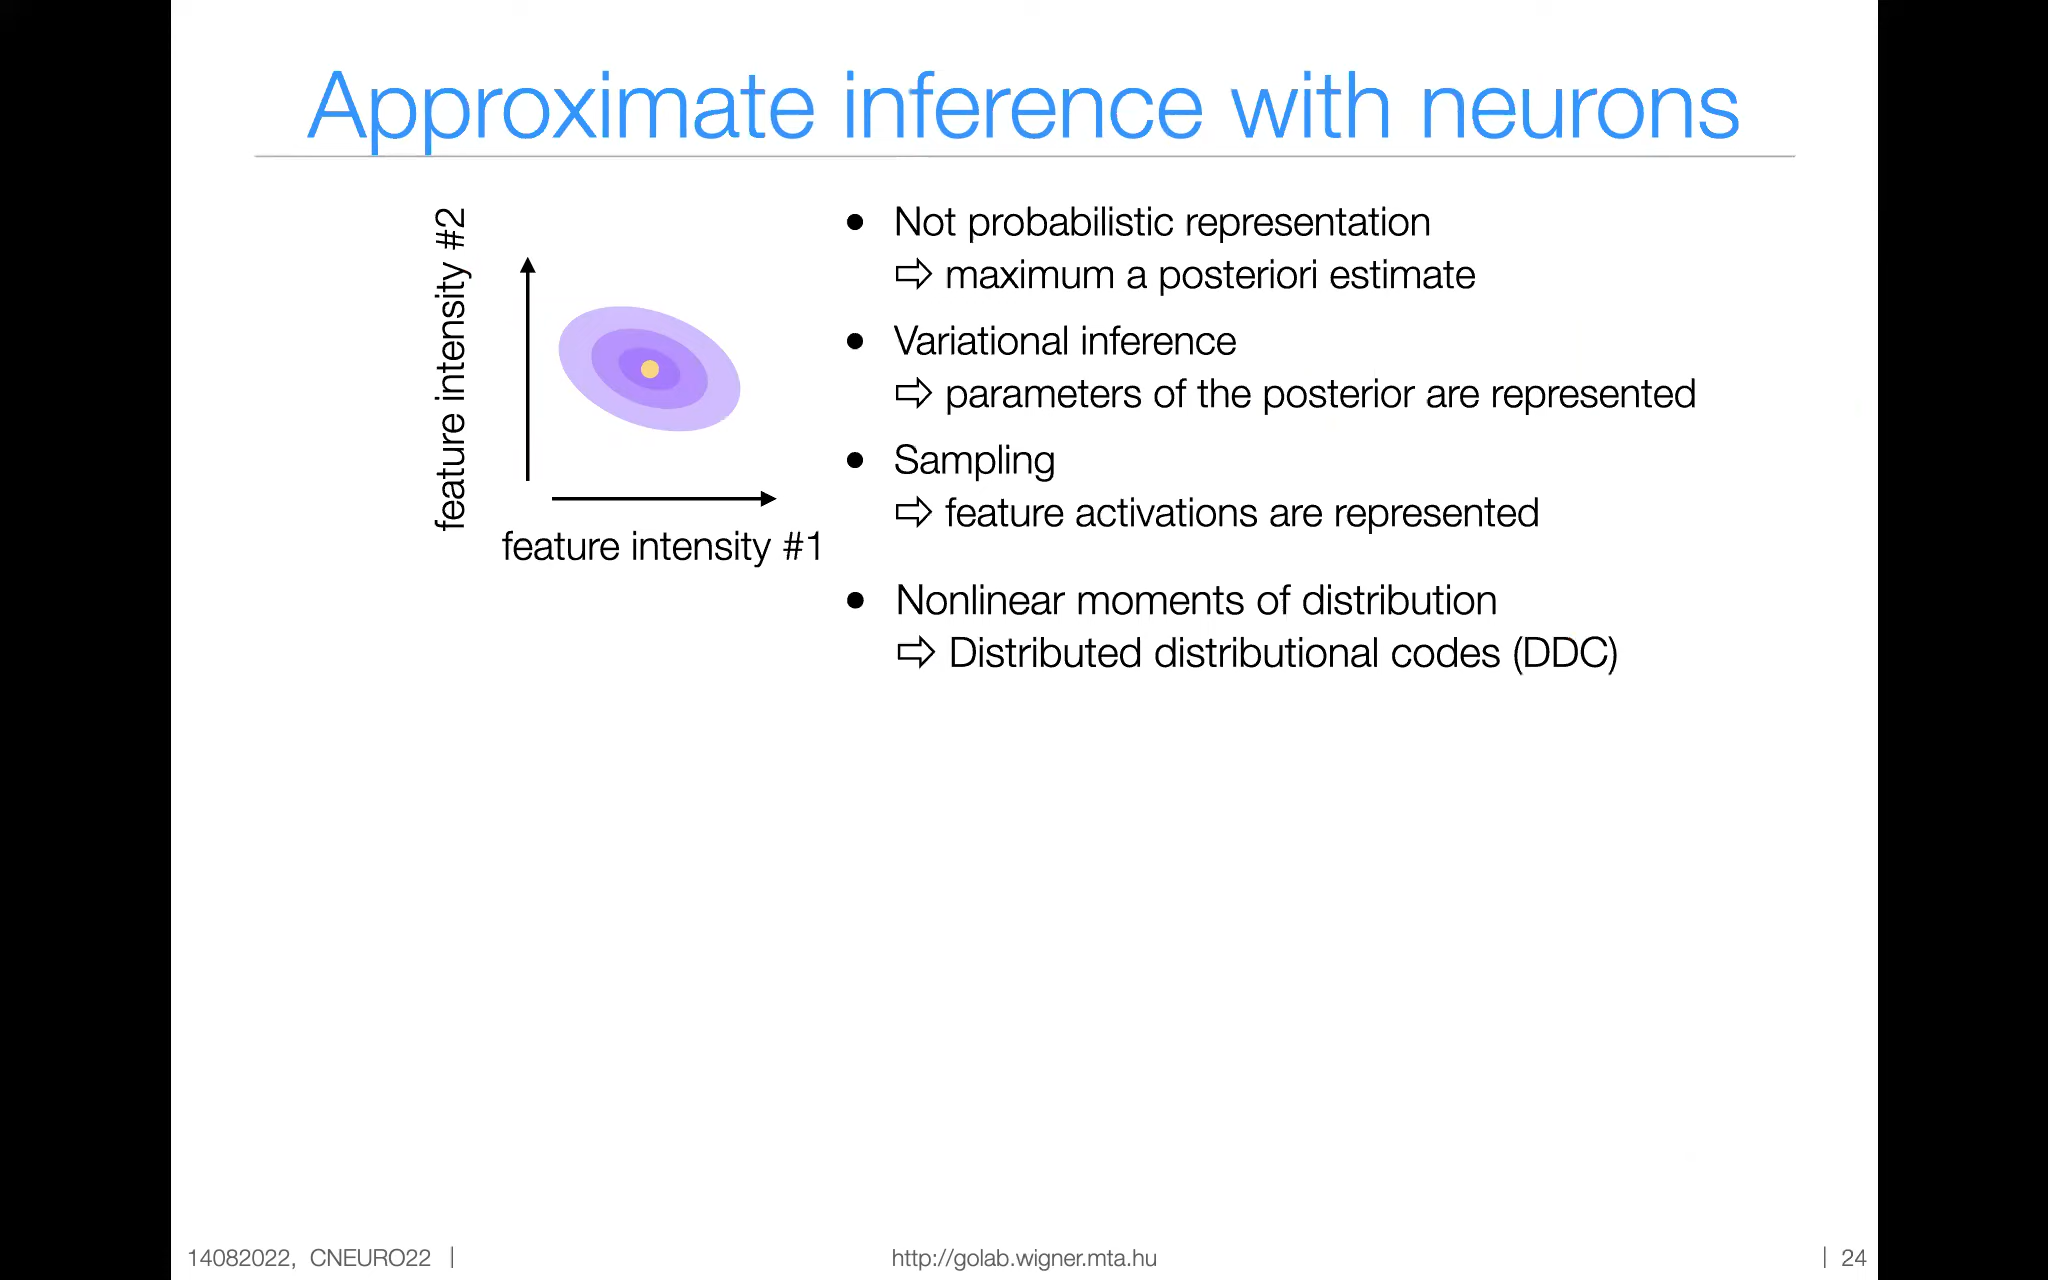 Approximate inference with neurons
feature intensity #2
feature intensity #1
• Not probabilistic representation
⇨ maximum a posteriori estimate
• Variational inference
⇨ parameters of the posterior are represented
• Sampling
⇨ feature activations are represented
• Nonlinear moments of distribution
⇨ Distributed distributional codes (DDC)
14082022, CNEURO22 |
http://golab.wigner.mta.hu
| 24